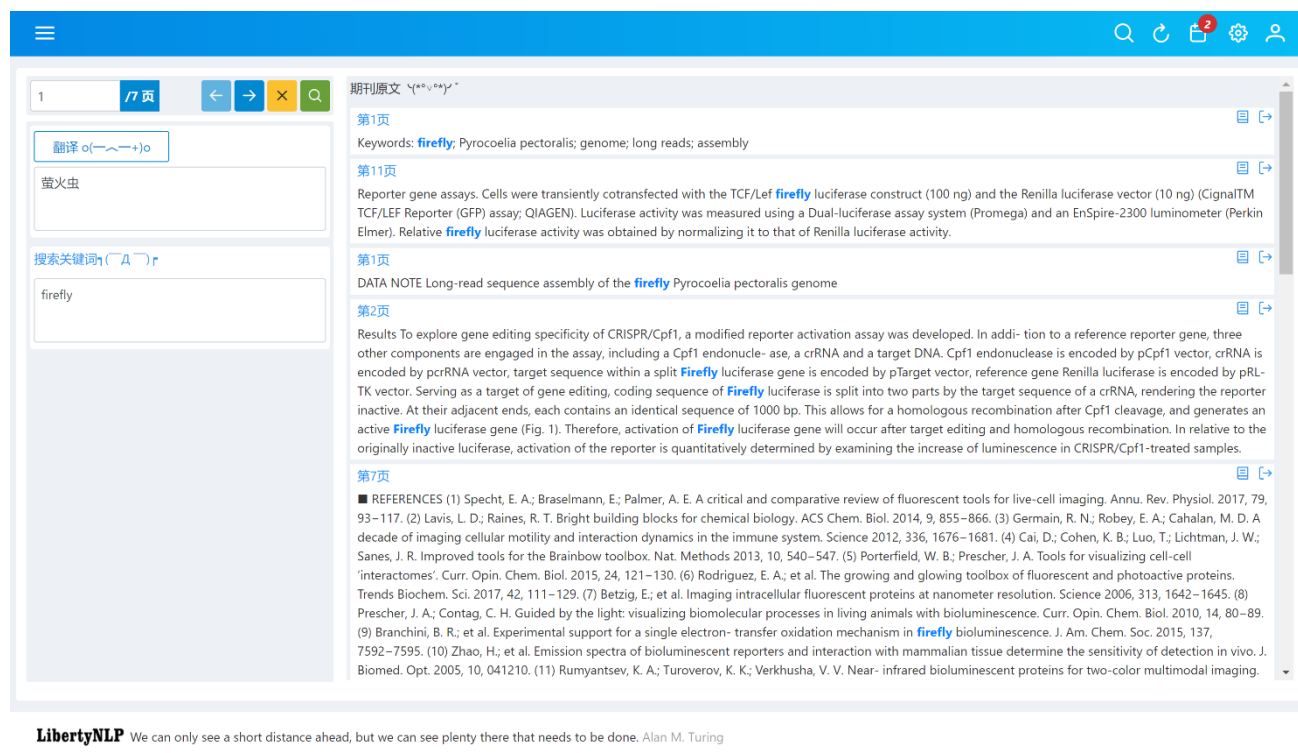 2
1
/7 页
期刊原文 ヽ(*°▽°*)ノ゛
翻译 o(一︿一+)o
萤火虫
搜索关键词┑(￣Д ￣)┍
firefly
第1页
Keywords: firefly; Pyrocoelia pectoralis; genome; long reads; assembly
第11页
Reporter gene assays. Cells were transiently cotransfected with the TCF/Lef firefly luciferase construct (100 ng) and the Renilla luciferase vector (10 ng) (CignalTM
TCF/LEF Reporter (GFP) assay; QIAGEN). Luciferase activity was measured using a Dual-luciferase assay system (Promega) and an EnSpire-2300 luminometer (Perkin
Elmer). Relative firefly luciferase activity was obtained by normalizing it to that of Renilla luciferase activity.
第1页
DATA NOTE Long-read sequence assembly of the firefly Pyrocoelia pectoralis genome
第2页
Results To explore gene editing specificity of CRISPR/Cpf1, a modified reporter activation assay was developed. In addi- tion to a reference reporter gene, three
other components are engaged in the assay, including a Cpf1 endonucle- ase, a crRNA and a target DNA. Cpf1 endonuclease is encoded by pCpf1 vector, crRNA is
encoded by pcrRNA vector, target sequence within a split Firefly luciferase gene is encoded by pTarget vector, reference gene Renilla luciferase is encoded by pRL-
TK vector. Serving as a target of gene editing, coding sequence of Firefly luciferase is split into two parts by the target sequence of a crRNA, rendering the reporter
inactive. At their adjacent ends, each contains an identical sequence of 1000 bp. This allows for a homologous recombination after Cpf1 cleavage, and generates an
active Firefly luciferase gene (Fig. 1). Therefore, activation of Firefly luciferase gene will occur after target editing and homologous recombination. In relative to the
originally inactive luciferase, activation of the reporter is quantitatively determined by examining the increase of luminescence in CRISPR/Cpf1-treated samples.
第7页
■ REFERENCES (1) Specht, E. A.; Braselmann, E.; Palmer, A. E. A critical and comparative review of fluorescent tools for live-cell imaging. Annu. Rev. Physiol. 2017, 79,
93−117. (2) Lavis, L. D.; Raines, R. T. Bright building blocks for chemical biology. ACS Chem. Biol. 2014, 9, 855−866. (3) Germain, R. N.; Robey, E. A.; Cahalan, M. D. A
decade of imaging cellular motility and interaction dynamics in the immune system. Science 2012, 336, 1676−1681. (4) Cai, D.; Cohen, K. B.; Luo, T.; Lichtman, J. W.;
Sanes, J. R. Improved tools for the Brainbow toolbox. Nat. Methods 2013, 10, 540−547. (5) Porterfield, W. B.; Prescher, J. A. Tools for visualizing cell-cell
'interactomes'. Curr. Opin. Chem. Biol. 2015, 24, 121−130. (6) Rodriguez, E. A.; et al. The growing and glowing toolbox of fluorescent and photoactive proteins.
Trends Biochem. Sci. 2017, 42, 111−129. (7) Betzig, E.; et al. Imaging intracellular fluorescent proteins at nanometer resolution. Science 2006, 313, 1642−1645. (8)
Prescher, J. A.; Contag, C. H. Guided by the light: visualizing biomolecular processes in living animals with bioluminescence. Curr. Opin. Chem. Biol. 2010, 14, 80−89.
(9) Branchini, B. R.; et al. Experimental support for a single electron- transfer oxidation mechanism in firefly bioluminescence. J. Am. Chem. Soc. 2015, 137,
7592−7595. (10) Zhao, H.; et al. Emission spectra of bioluminescent reporters and interaction with mammalian tissue determine the sensitivity of detection in vivo. J.
Biomed. Opt. 2005, 10, 041210. (11) Rumyantsev, K. A.; Turoverov, K. K.; Verkhusha, V. V. Near- infrared bioluminescent proteins for two-color multimodal imaging.
LibertyNLP We can only see a short distance ahead, but we can see plenty there that needs to be done. Alan M. Turing